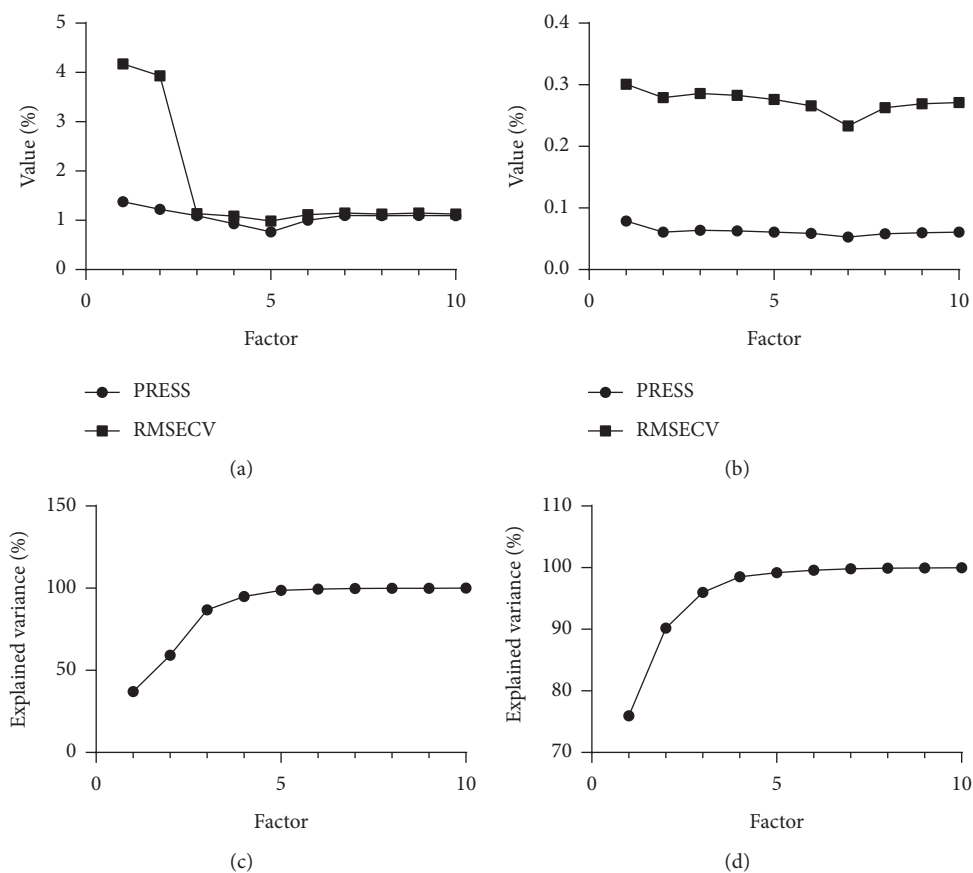 5
4
3
2
1
0
Value (%)
0
5
10
Factor
PRESS
RMSECV
(a)
0.4
0.3
0.2
0.1
0.0
Value (%)
0
5
10
Factor
PRESS
RMSECV
(b)
150
100
50
0
Explained variance (%)
0
5
10
Factor
(c)
110
100
90
80
70
Explained variance (%)
0
5
10
Factor
(d)